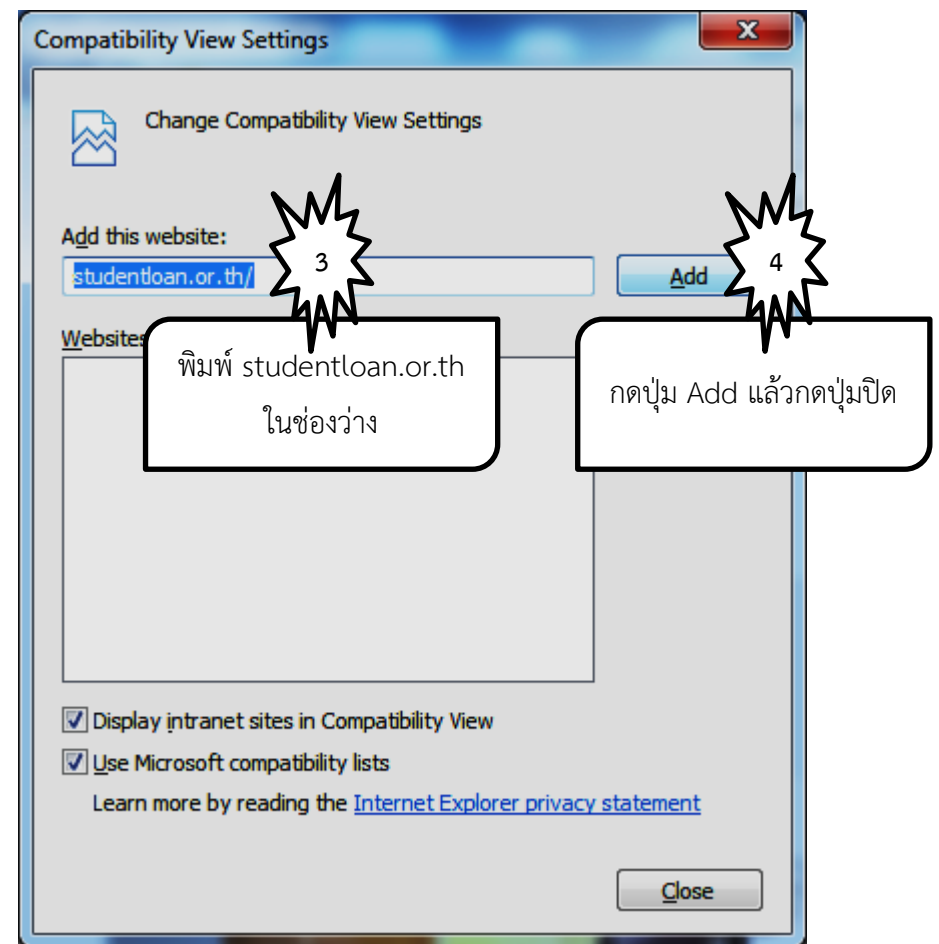 Compatibility View Settings
x
Change Compatibility View Settings
Add this website:
studentloan.or.th/
3
Add
4
Websites
พิมพ์ studentloan.or.th
ในช่องว่าง
กดปุ่ม Add แล้วกดปุ่มปิด
Display intranet sites in Compatibility View
Use Microsoft compatibility lists
Learn more by reading the Internet Explorer privacy statement
Close